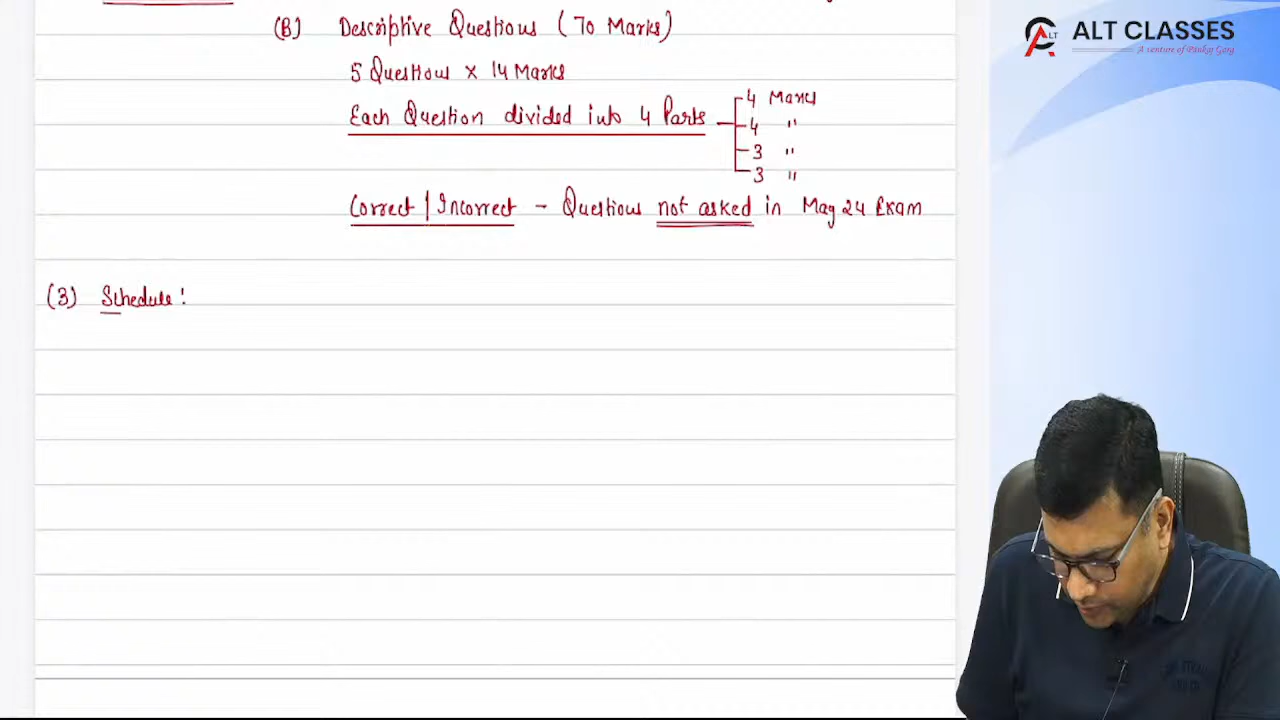 (B) Descriptive Questions (70 Marks)
5 Questions × 14 Marks
Each Question divided into 4 Parts
4 Marks
4 "
3 "
3 "
Correct | Incorrect - Questions not asked in May 24 Exam
(3) Schedule:
ALT
ALT CLASSES
A venture of Pankaj Garg